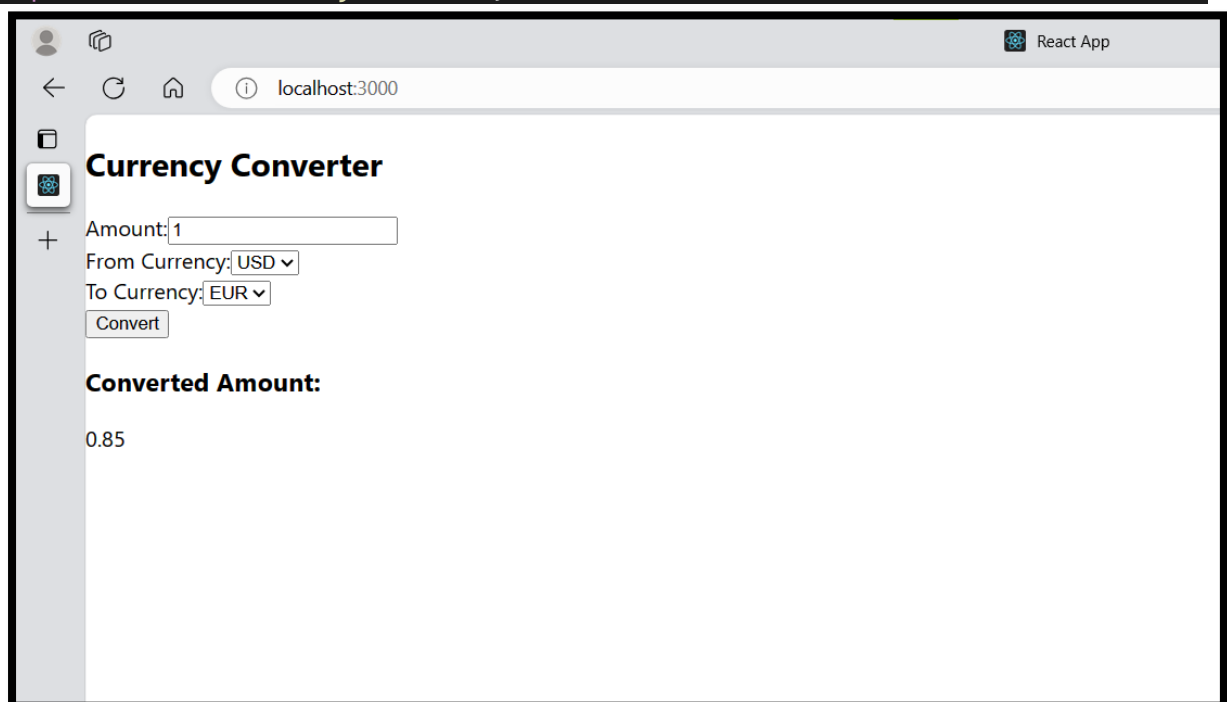 React App
localhost:3000
Currency Converter
Amount:1
From Currency:USD
To Currency:EUR
Convert
Converted Amount:
0.85